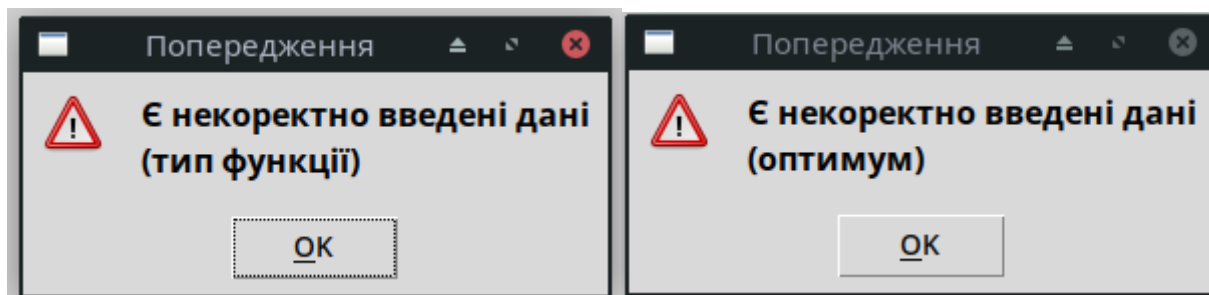 Попередження
Є некоректно введені дані
(тип функції)
OK
Попередження
Є некоректно введені дані
(оптимум)
OK